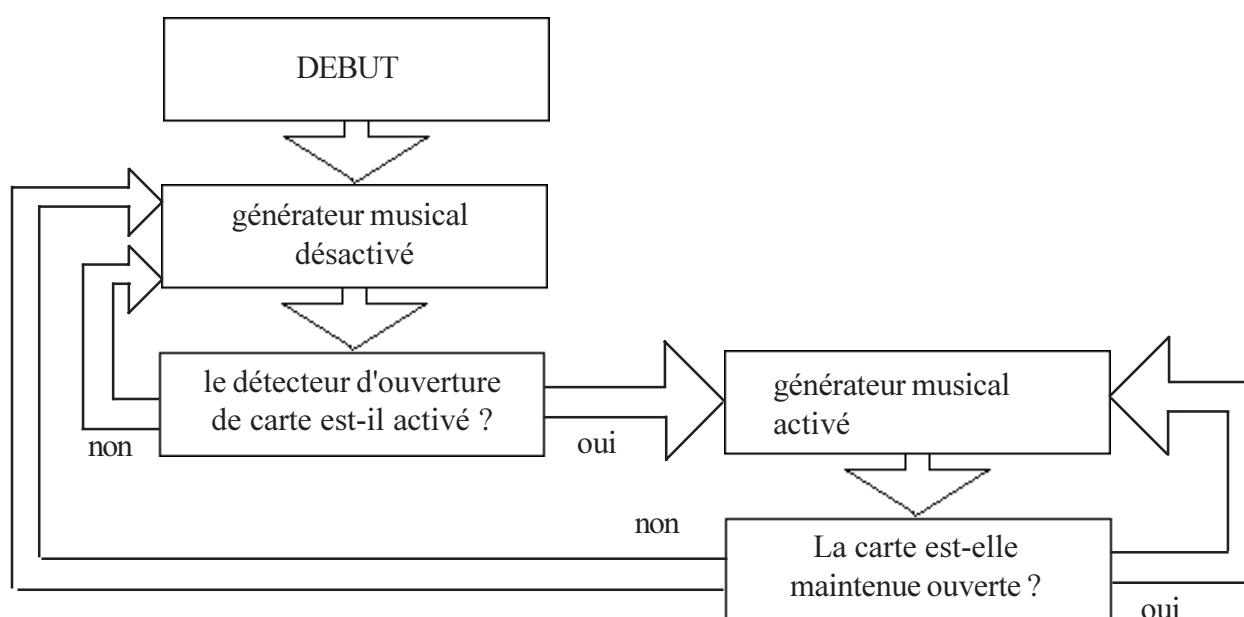 DEBUT
générateur musical
désactivé
le détecteur d'ouverture
de carte est-il activé ?
non
oui
générateur musical
activé
non
La carte est-elle
maintenue ouverte ?
oui